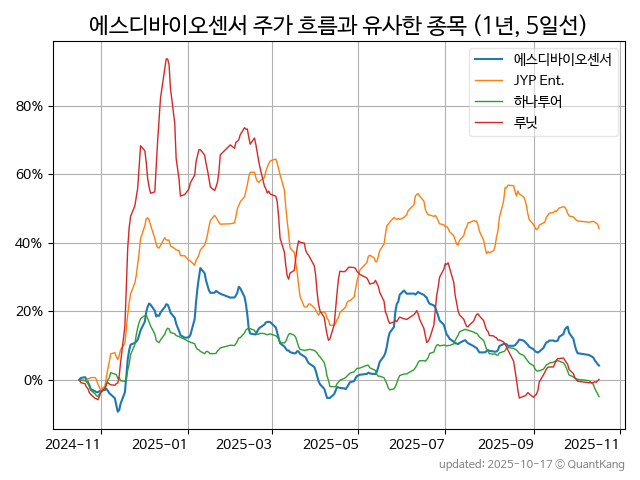 에스디바이오센서 주가 흐름과 유사한 종목 (1년, 5일선)
에스디바이오센서
JYP Ent.
하나투어
루닛
80%
60%
40%
20%
0%
2024-11 2025-01 2025-03 2025-05 2025-07 2025-09 2025-11
updated: 2025-10-17 © QuantKang